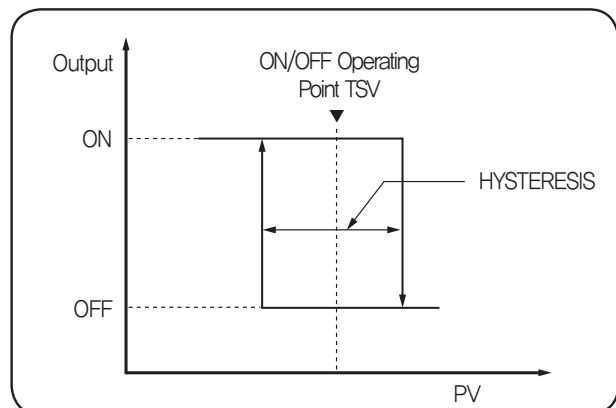 Output
ON/OFF Operating
Point TSV
ON
HYSTERESIS
OFF
PV